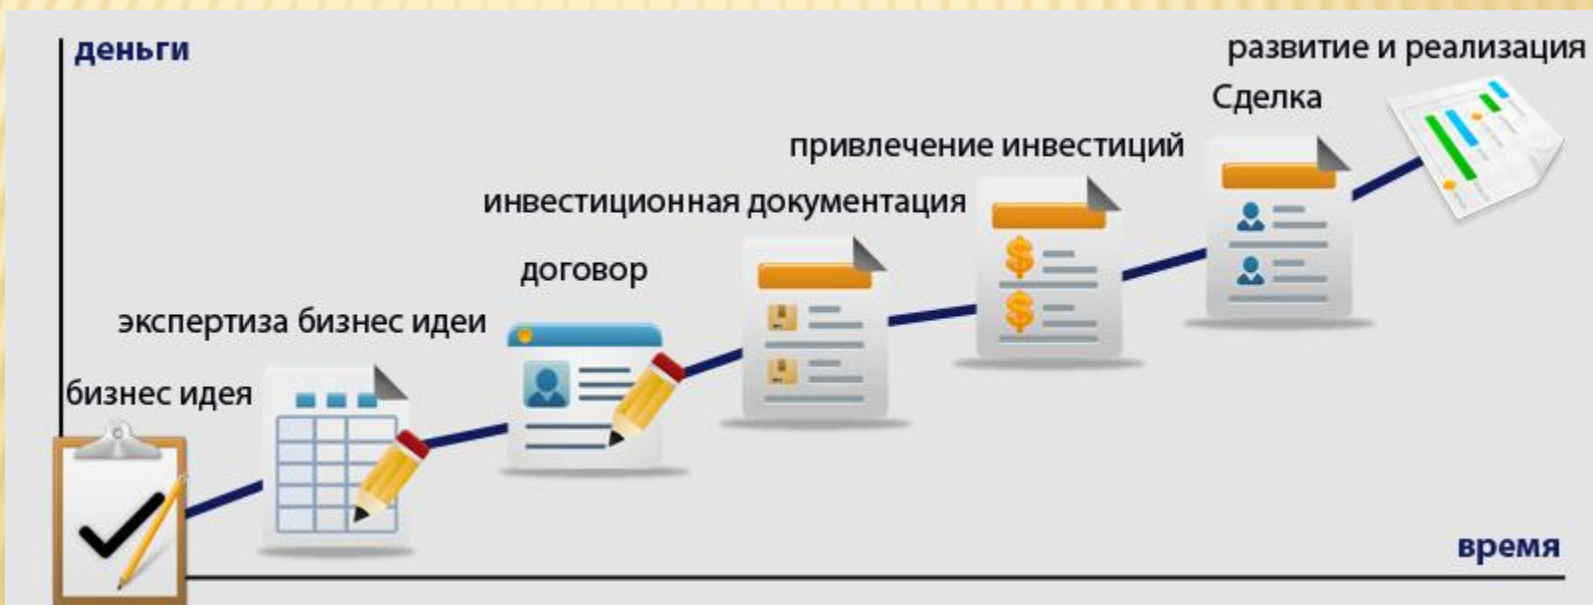 деньги
развитие и реализация
Сделка
привлечение инвестиций
инвестиционная документация
договор
экспертиза бизнес идеи
бизнес идея
время